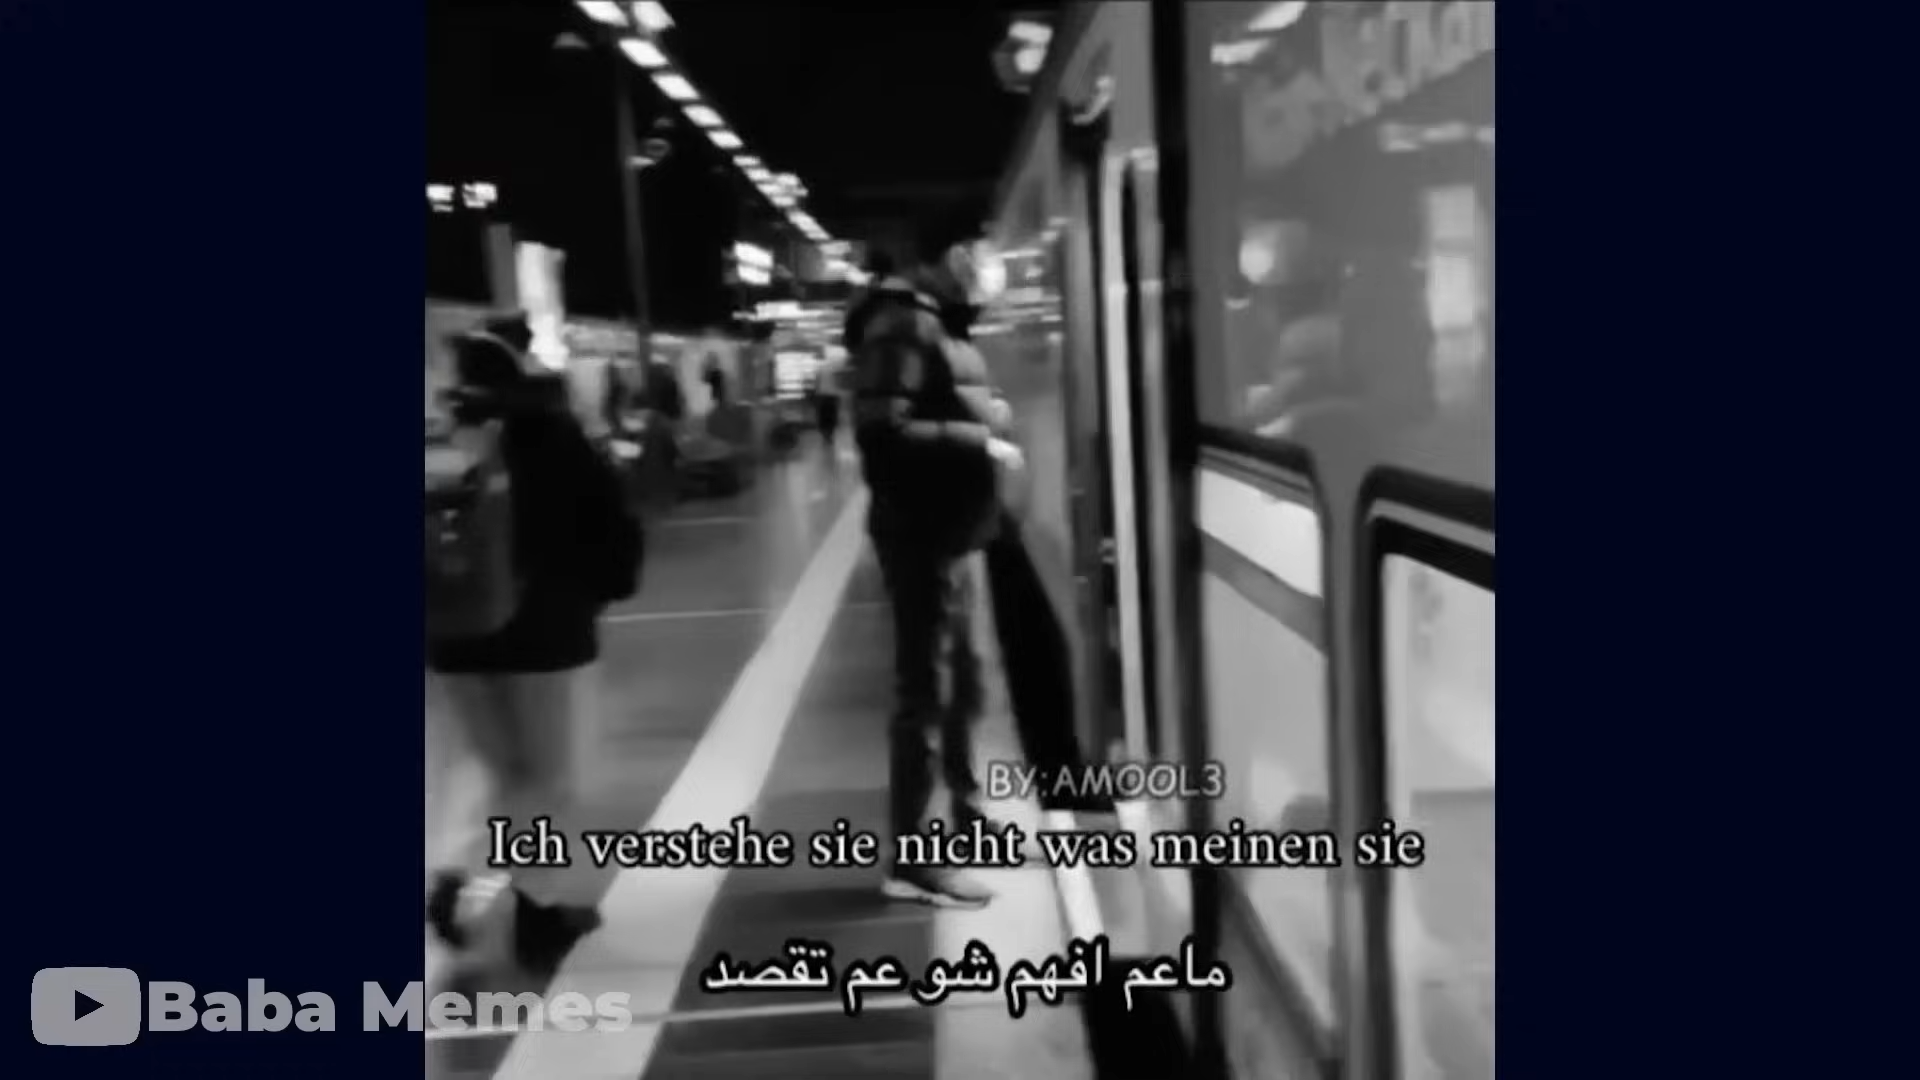 BY:AMOOL3
Ich verstehe sie nicht was meinen sie
ماعم افهم شو عم تقصد
Baba Memes